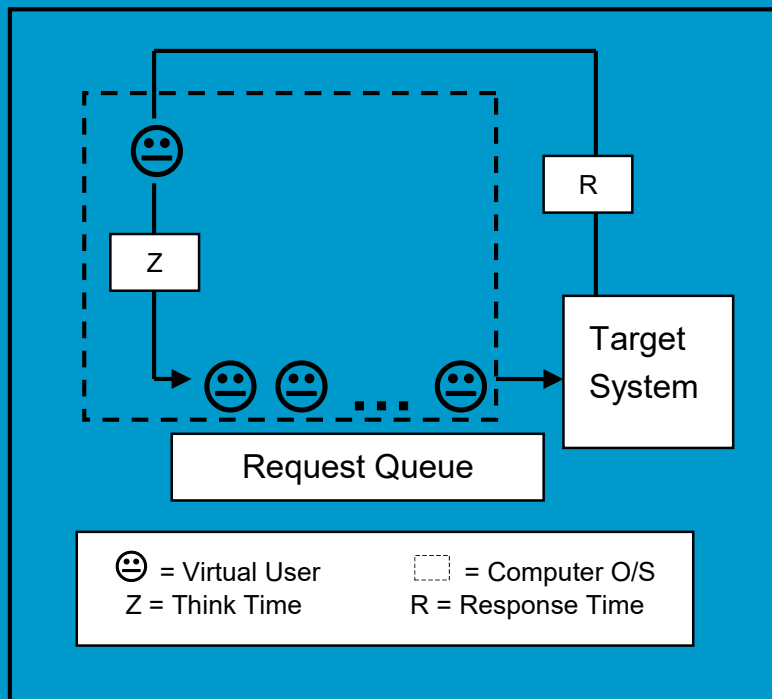 R
Z
Target
System
...
Request Queue
= Virtual User
= Computer O/S
Z = Think Time
R = Response Time